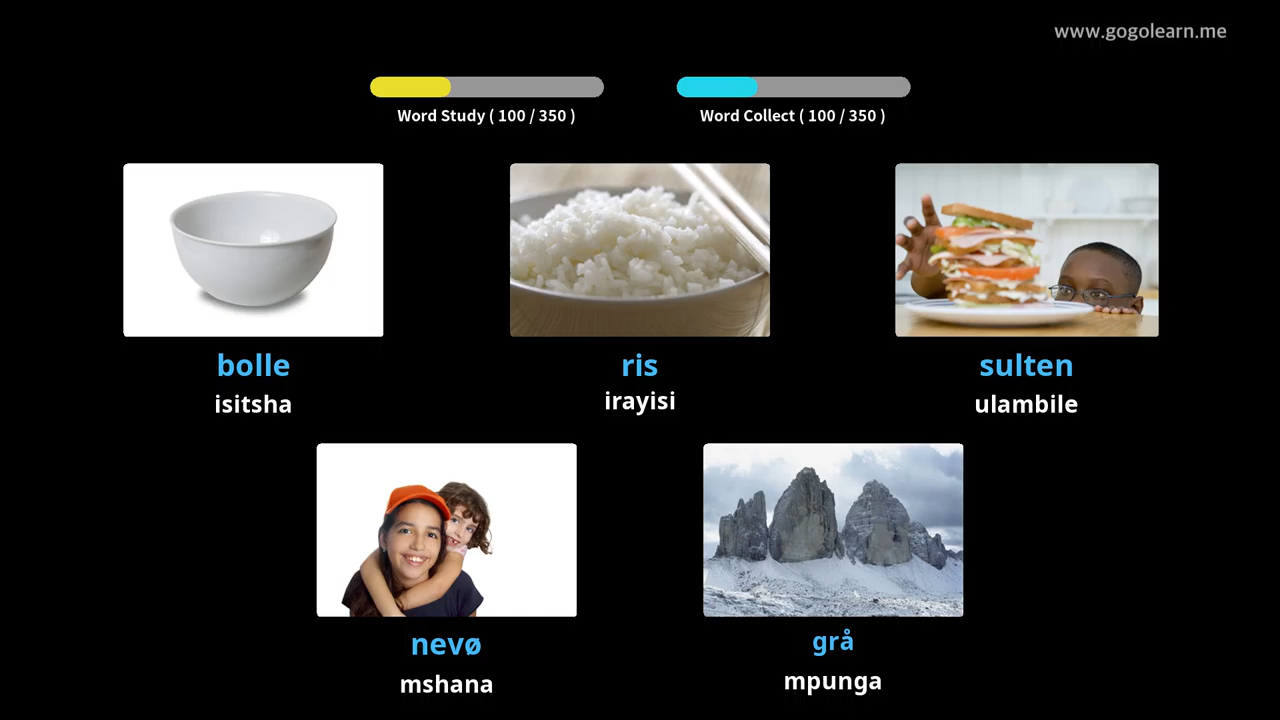 www.gogolearn.me
Word Study ( 100 / 350 )
Word Collect ( 100 / 350 )
bolle
isitsha
ris
irayisi
sulten
ulambile
nevø
mshana
grå
mpunga